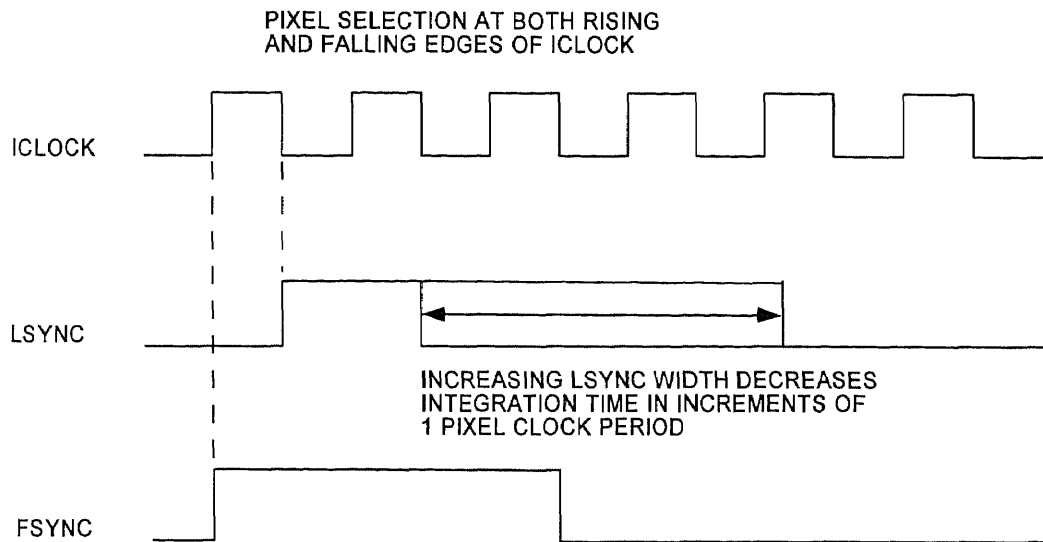 PIXEL SELECTION AT BOTH RISING
AND FALLING EDGES OF ICLOCK
ICLOCK
LSYNC
INCREASING LSYNC WIDTH DECREASES
INTEGRATION TIME IN INCREMENTS OF
1 PIXEL CLOCK PERIOD
FSYNC